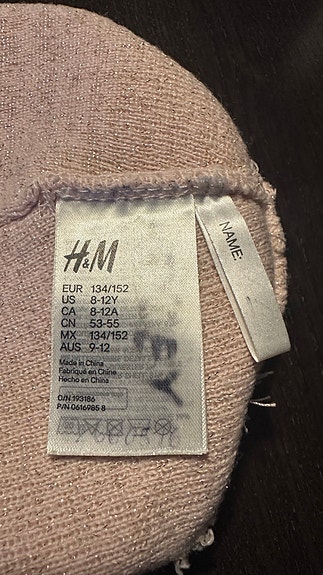 H&M
NAME:
EUR 134/152
US 8-12Y
CA 8-12A
CN 53-55
MX 134/152
AUS 9-12
Made in China
Fabriqué en Chine
Hecho en China
O/N 193186
P/N 0616985 8